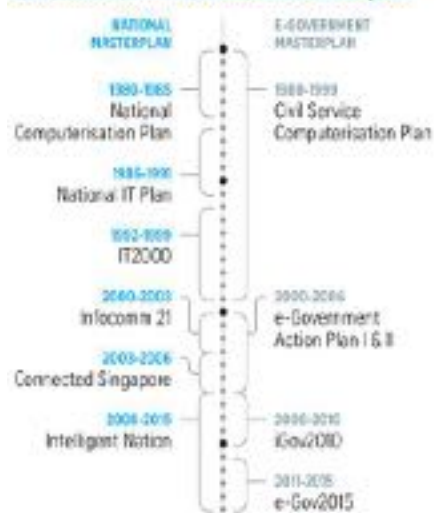 NATIONAL
MASTERPLAN
1980-1985
National
Computerisation Plan
1986-1991
National IT Plan
1992-1999
IT2000
2000-2003
Infocomm 21
2003-2006
Connected Singapore
2006-2015
Intelligent Nation
E-GOVERNMENT
MASTERPLAN
1980-1999
Civil Service
Computerisation Plan
2000-2006
e-Government
Action Plan I & II
2006-2010
iGov2010
2011-2015
e-Gov2015